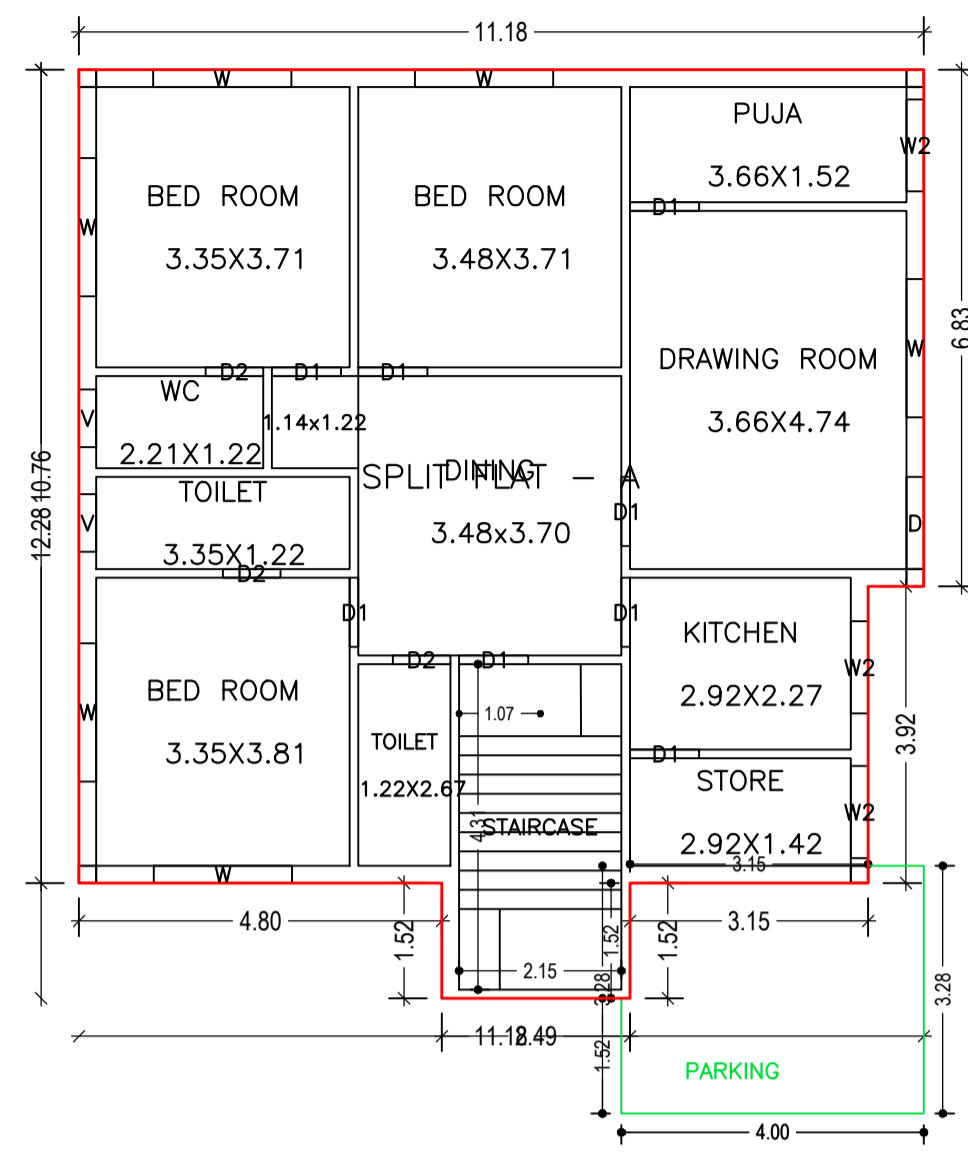 11.18
W
W
PUJA
W2
3.66X1.52
BED ROOM
BED ROOM
D1
W
3.35X3.71
3.48X3.71
6.83
W
DRAWING ROOM
D2
D1
D1
WC
V
1.14x1.22
3.66X4.74
2.21X1.22
DINING
SPLIT FLAT - A
10.76
12.28
TOILET
V
D1
D
3.48x3.70
3.35X1.22
D2
D1
D1
KITCHEN
D2
D1
W2
BED ROOM
2.92X2.27
W
1.07
3.92
TOILET
3.35X3.81
D1
STORE
1.22X2.67
W2
4.31
STAIRCASE
2.92X1.42
3.15
W
4.80
1.52
1.52
1.52
3.15
2.15
3.28
3.28
11.18
2.49
1.52
PARKING
4.00